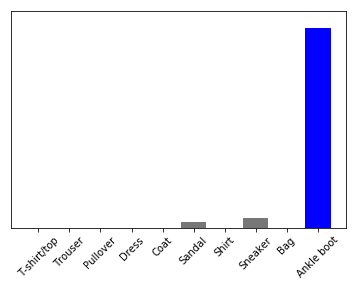 T-shirt/top
Trouser
Pullover
Dress
Coat
Sandal
Shirt
Sneaker
Bag
Ankle boot